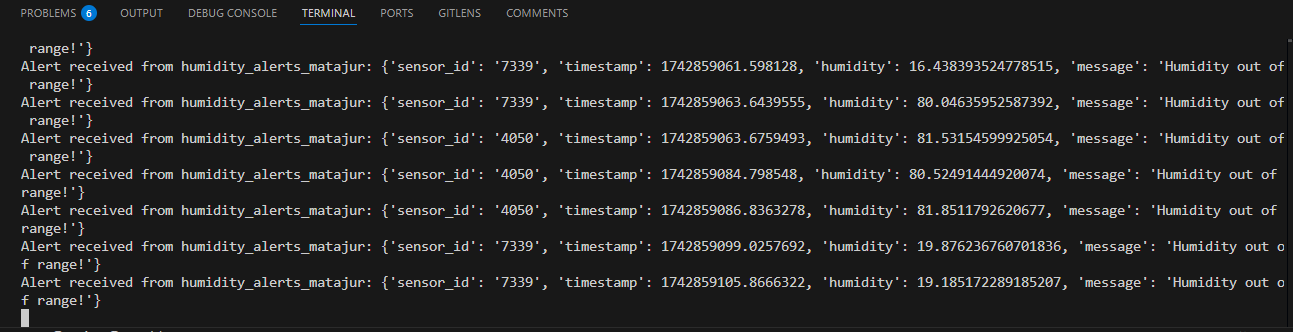 PROBLEMS 6 OUTPUT DEBUG CONSOLE TERMINAL PORTS GITLENS COMMENTS
range!'}
Alert received from humidity_alerts_matajur: {'sensor_id': '7339', 'timestamp': 1742859061.598128, 'humidity': 16.438393524778515, 'message': 'Humidity out of
range!'}
Alert received from humidity_alerts_matajur: {'sensor_id': '7339', 'timestamp': 1742859063.6439555, 'humidity': 80.04635952587392, 'message': 'Humidity out of
range!'}
Alert received from humidity_alerts_matajur: {'sensor_id': '4050', 'timestamp': 1742859063.6759493, 'humidity': 81.53154599925054, 'message': 'Humidity out of
range!'}
Alert received from humidity_alerts_matajur: {'sensor_id': '4050', 'timestamp': 1742859084.798548, 'humidity': 80.52491444920074, 'message': 'Humidity out of
range!'}
Alert received from humidity_alerts_matajur: {'sensor_id': '4050', 'timestamp': 1742859086.8363278, 'humidity': 81.8511792620677, 'message': 'Humidity out of
range!'}
Alert received from humidity_alerts_matajur: {'sensor_id': '7339', 'timestamp': 1742859099.0257692, 'humidity': 19.876236760701836, 'message': 'Humidity out o
f range!'}
Alert received from humidity_alerts_matajur: {'sensor_id': '7339', 'timestamp': 1742859105.8666322, 'humidity': 19.185172289185207, 'message': 'Humidity out o
f range!'}